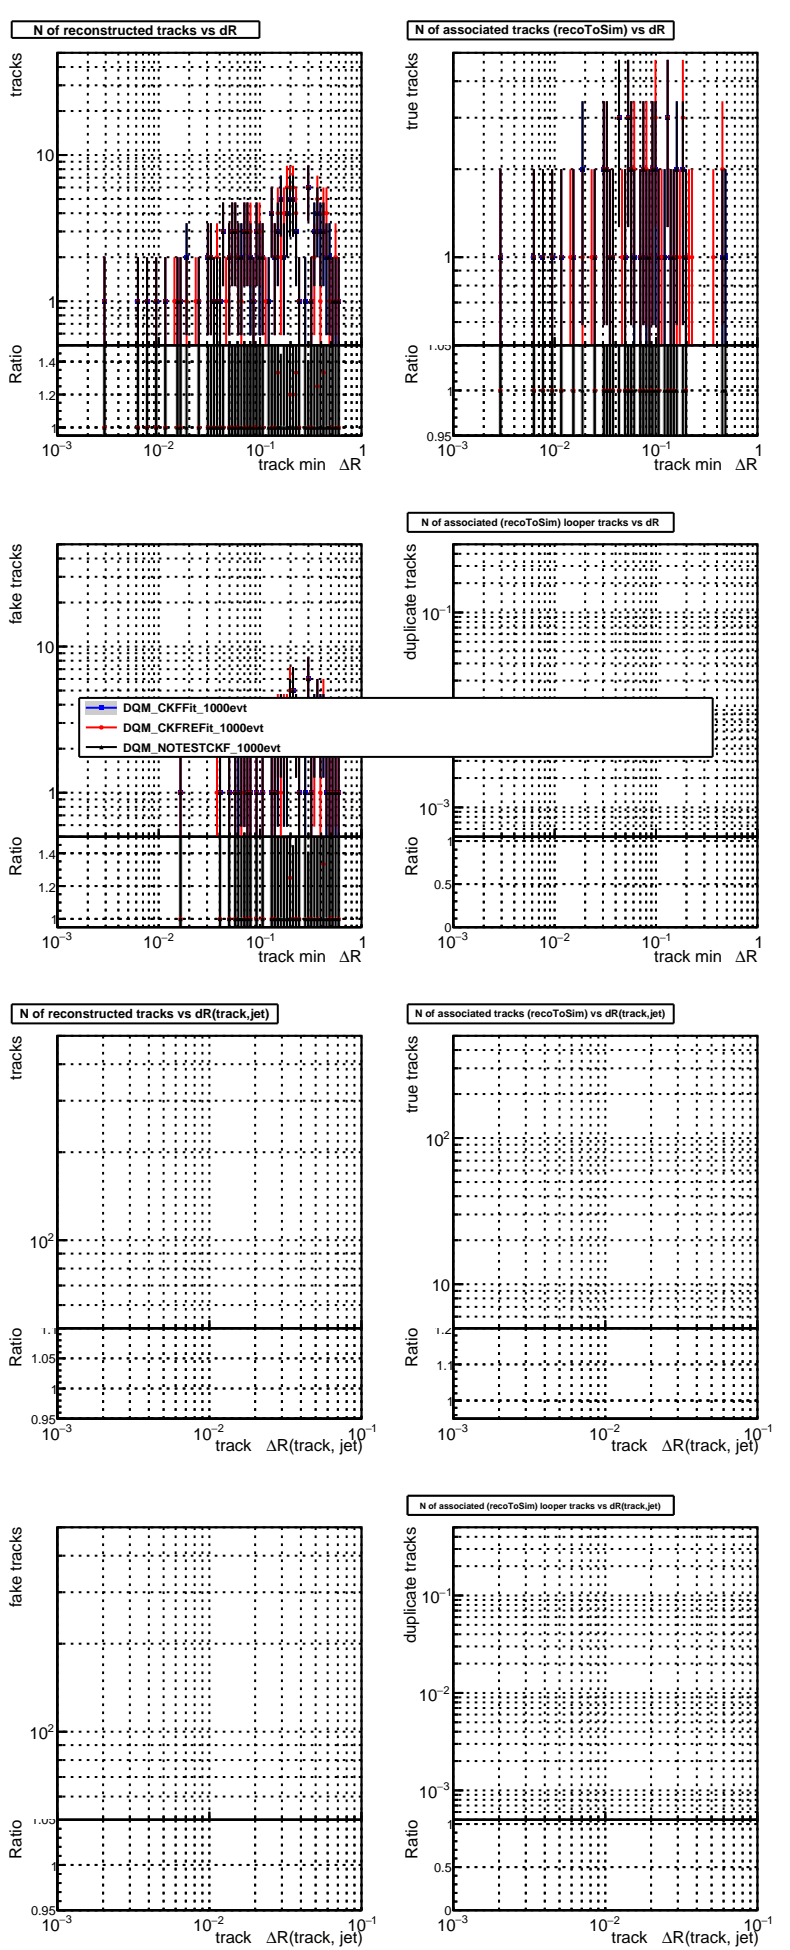 N of reconstructed tracks vs dR
tracks
10
1
Ratio
1.4
1.2
1
10−3
10−2
10−1
1
track min ΔR
N of associated tracks (recoToSim) vs dR
true tracks
1
Ratio
1.05
1
0.95
10−3
10−2
10−1
1
track min ΔR
fake tracks
10
1
Ratio
1.4
1.2
1
10−3
10−2
10−1
1
track min ΔR
N of associated (recoToSim) looper tracks vs dR
duplicate tracks
10−1
10−3
Ratio
1
0.5
0
10−3
10−2
10−1
1
track min ΔR
DQM_CKFFit_1000evt
DQM_CKFREFit_1000evt
DQM_NOTESTCKF_1000evt
N of reconstructed tracks vs dR(track,jet)
tracks
102
Ratio
1.1
1.05
1
0.95
10−3
10−2
10−1
track ΔR(track, jet)
N of associated tracks (recoToSim) vs dR(track,jet)
true tracks
102
10
Ratio
1.2
1.1
1
10−3
10−2
10−1
track ΔR(track, jet)
fake tracks
102
Ratio
1.05
1
0.95
10−3
10−2
10−1
track ΔR(track, jet)
N of associated (recoToSim) looper tracks vs dR(track,jet)
duplicate tracks
10−1
10−2
10−3
Ratio
1
0.5
0
10−3
10−2
10−1
track ΔR(track, jet)